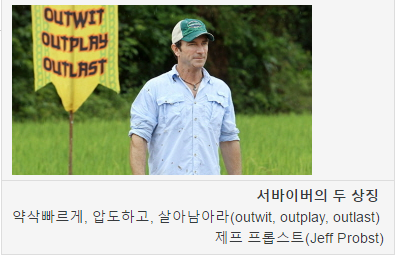 OUTWIT
OUTPLAY
OUTLAST
서바이버의 두 상징
약삭빠르게, 압도하고, 살아남아라(outwit, outplay, outlast)
제프 프롭스트(Jeff Probst)